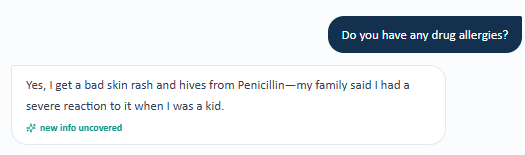 Do you have any drug allergies?
Yes, I get a bad skin rash and hives from Penicillin—my family said I had a
severe reaction to it when I was a kid.
new info uncovered